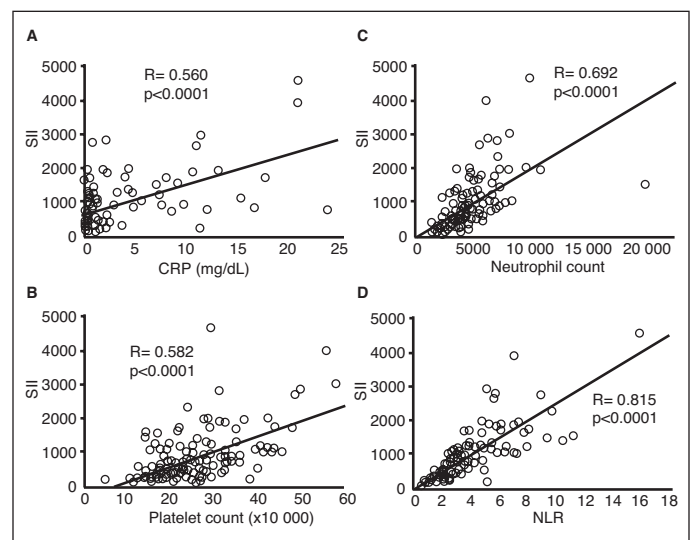 A
SII
5000
4000
3000
2000
1000
0
R= 0.560
p<0.0001
0 5 10 15 20 25
CRP (mg/dL)
C
SII
5000
4000
3000
2000
1000
0
R= 0.692
p<0.0001
0 5000 10 000 15 000 20 000
Neutrophil count
B
SII
5000
4000
3000
2000
1000
0
R= 0.582
p<0.0001
0 10 20 30 40 50 60
Platelet count (x10 000)
D
SII
5000
4000
3000
2000
1000
0
R= 0.815
p<0.0001
0 2 4 6 8 10 12 14 16 18
NLR